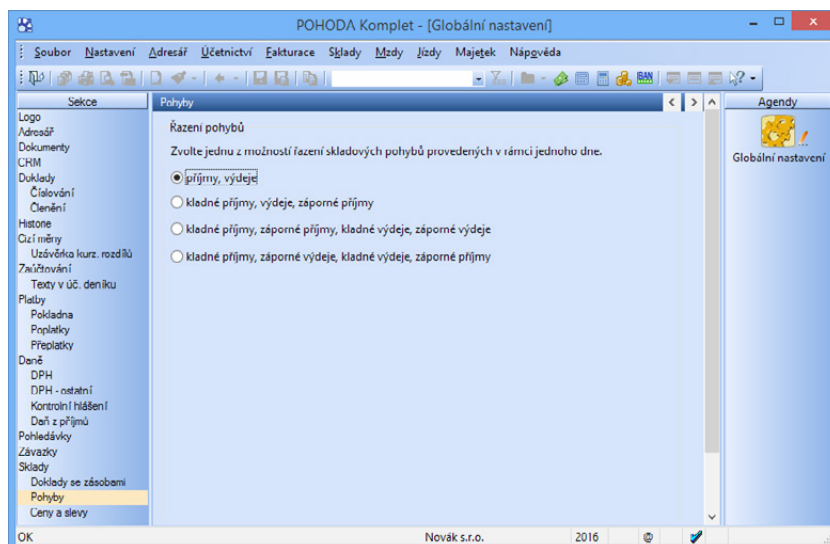 POHODA Komplet - [Globální nastavení]
Soubor Nastavení Adresář Účetnictví Fakturace Sklady Mzdy Jízdy Majetek Nápověda
IBAN
Sekce
Logo
Adresář
Dokumenty
CRM
Doklady
Číslování
Členění
Historie
Cizí měny
Uzávěrka kurz. rozdílů
Zaúčtování
Texty v úč. deníku
Platby
Pokladna
Poplatky
Přeplatky
Daně
DPH
DPH - ostatní
Kontrolní hlášení
Daň z příjmů
Pohledávky
Závazky
Sklady
Doklady se zásobami
Pohyby
Ceny a slevy
Pohyby
Řazení pohybů
Zvolte jednu z možností řazení skladových pohybů provedených v rámci jednoho dne.
příjmy, výdeje
kladné příjmy, výdeje, záporné příjmy
kladné příjmy, záporné příjmy, kladné výdeje, záporné výdeje
kladné příjmy, záporné výdeje, kladné výdeje, záporné příjmy
Agendy
Globální nastavení
OK Novák s.r.o. 2016 @